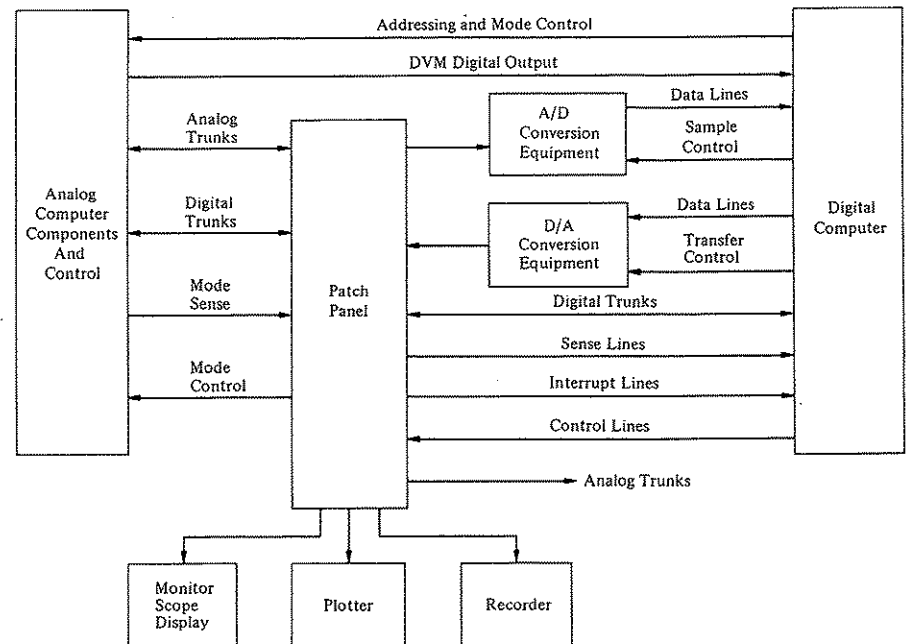 Addressing and Mode Control
DVM Digital Output
Analog
Trunks
A/D
Conversion
Equipment
Data Lines
Sample
Control
Analog
Computer
Components
And
Control
Digital
Trunks
D/A
Conversion
Equipment
Data Lines
Transfer
Control
Digital
Computer
Mode
Sense
Patch
Panel
Digital Trunks
Sense Lines
Mode
Control
Interrupt Lines
Control Lines
Analog Trunks
Monitor
Scope
Display
Plotter
Recorder